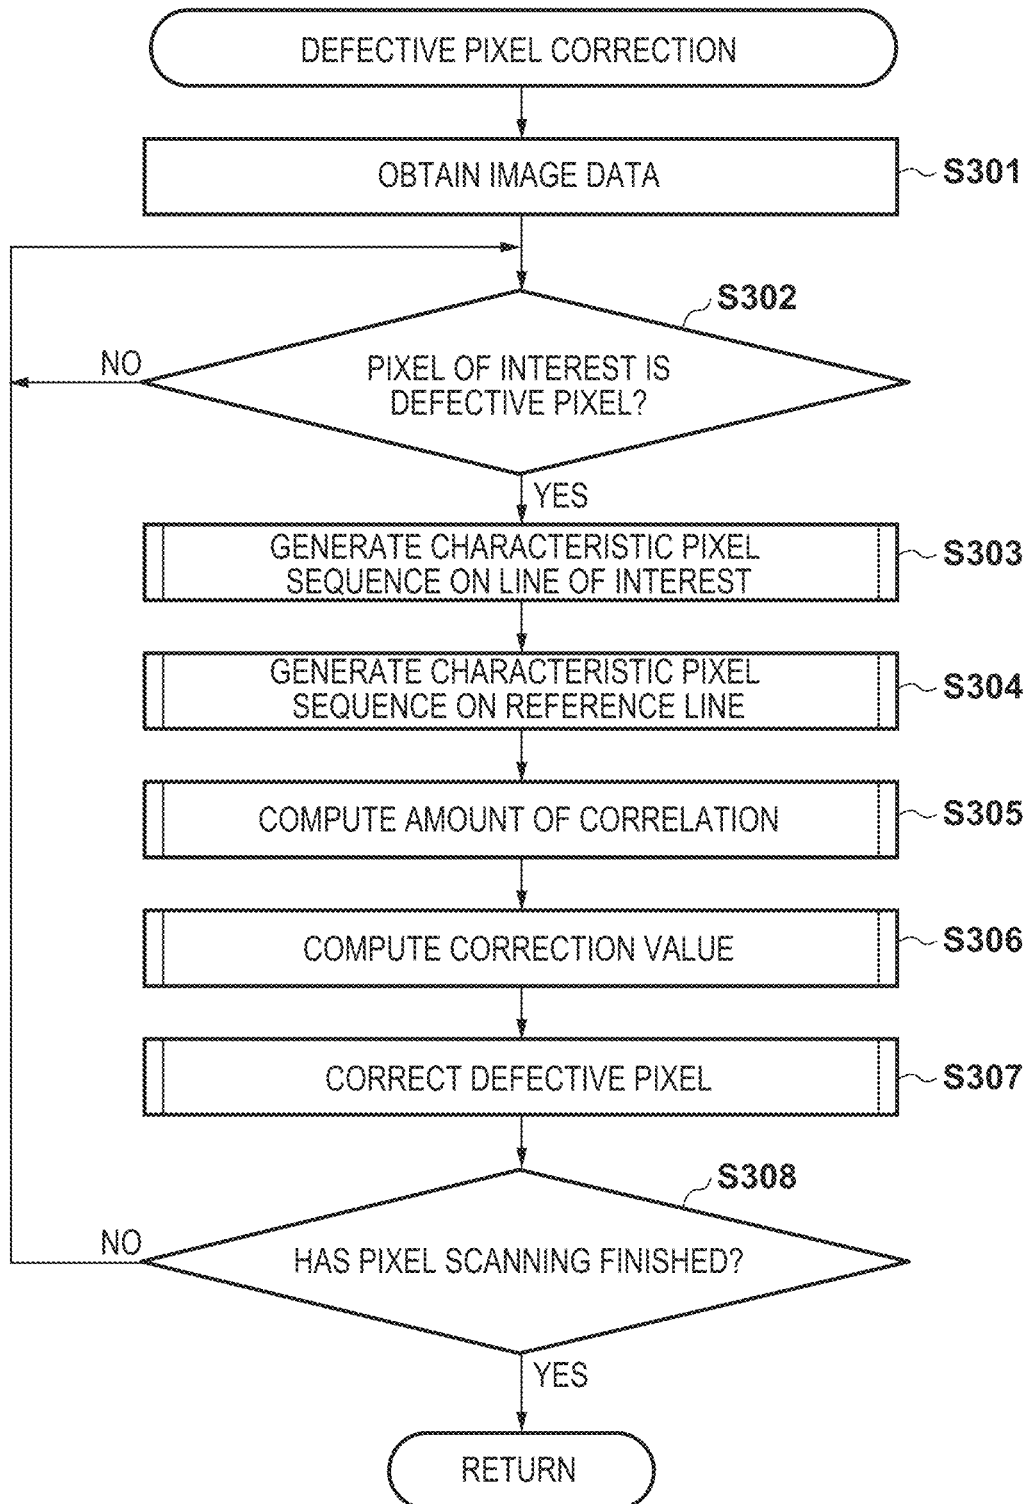 DEFECTIVE PIXEL CORRECTION
OBTAIN IMAGE DATA
S301
S302
NO
PIXEL OF INTEREST IS
DEFECTIVE PIXEL?
YES
GENERATE CHARACTERISTIC PIXEL
SEQUENCE ON LINE OF INTEREST
S303
GENERATE CHARACTERISTIC PIXEL
SEQUENCE ON REFERENCE LINE
S304
COMPUTE AMOUNT OF CORRELATION
S305
COMPUTE CORRECTION VALUE
S306
CORRECT DEFECTIVE PIXEL
S307
S308
NO
HAS PIXEL SCANNING FINISHED?
YES
RETURN